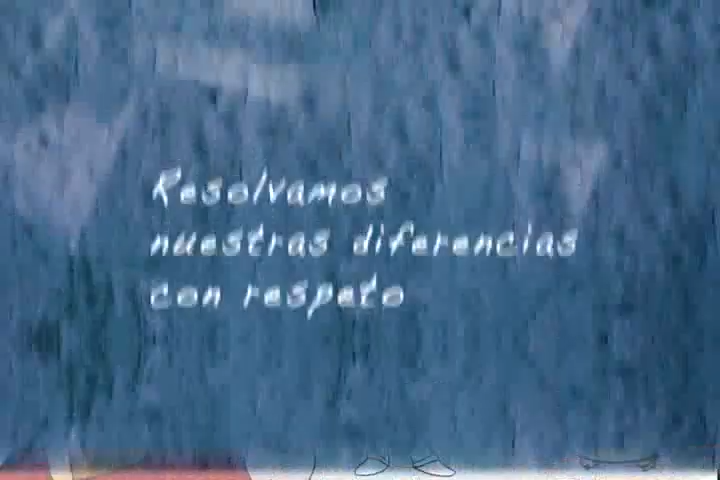 Resolvamos
nuestras diferencias
con respeto